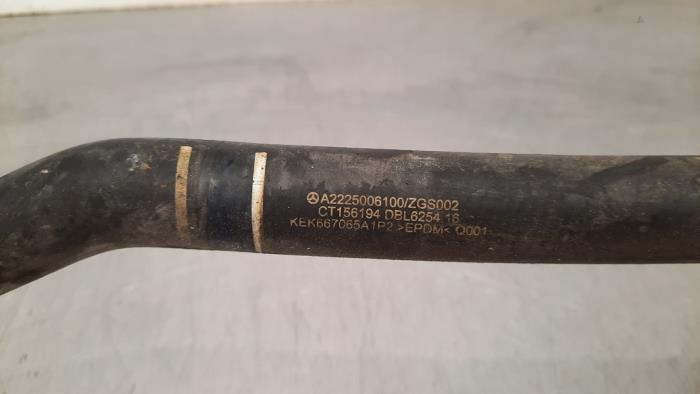 A2225006100/ZGS002
CT156194 DBL6254 16
KEK667065A1P2 >EPDM< Q001